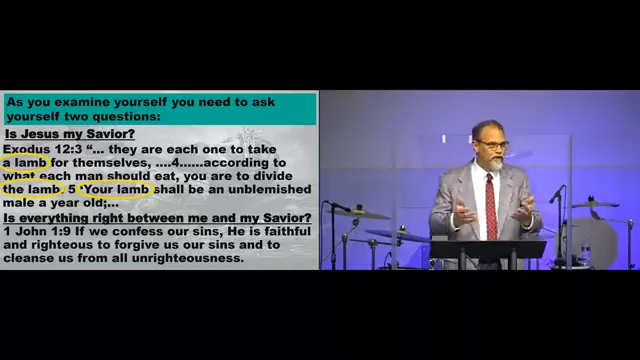 As you examine yourself you need to ask
yourself two questions:
Is Jesus my Savior?
Exodus 12:3 “... they are each one to take
a lamb for themselves, ....4......according to
what each man should eat, you are to divide
the lamb. 5 ‘Your lamb shall be an unblemished
male a year old;...
Is everything right between me and my Savior?
1 John 1:9 If we confess our sins, He is faithful
and righteous to forgive us our sins and to
cleanse us from all unrighteousness.